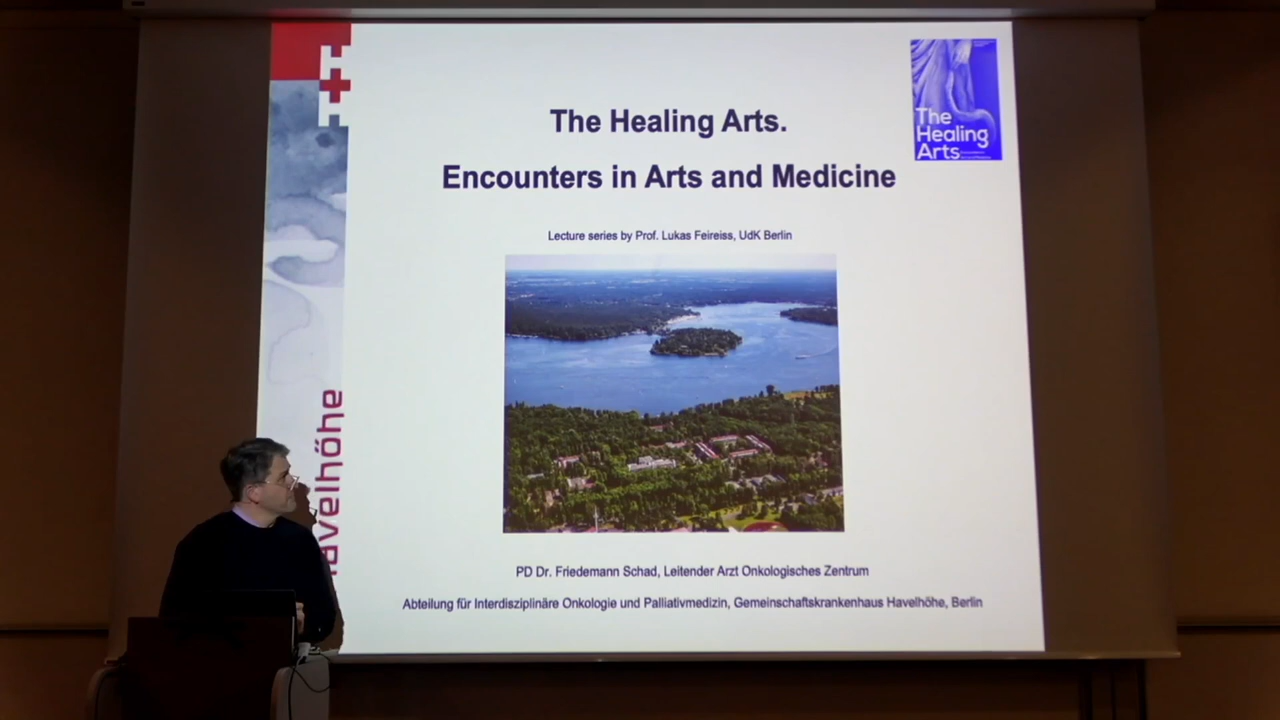 The Healing Arts.
Encounters in Arts and Medicine
Lecture series by Prof. Lukas Feireiss, UdK Berlin
PD Dr. Friedemann Schad, Leitender Arzt Onkologisches Zentrum
Abteilung für Interdisziplinäre Onkologie und Palliativmedizin, Gemeinschaftskrankenhaus Havelhöhe, Berlin
The
Healing
Arts
avelhöhe